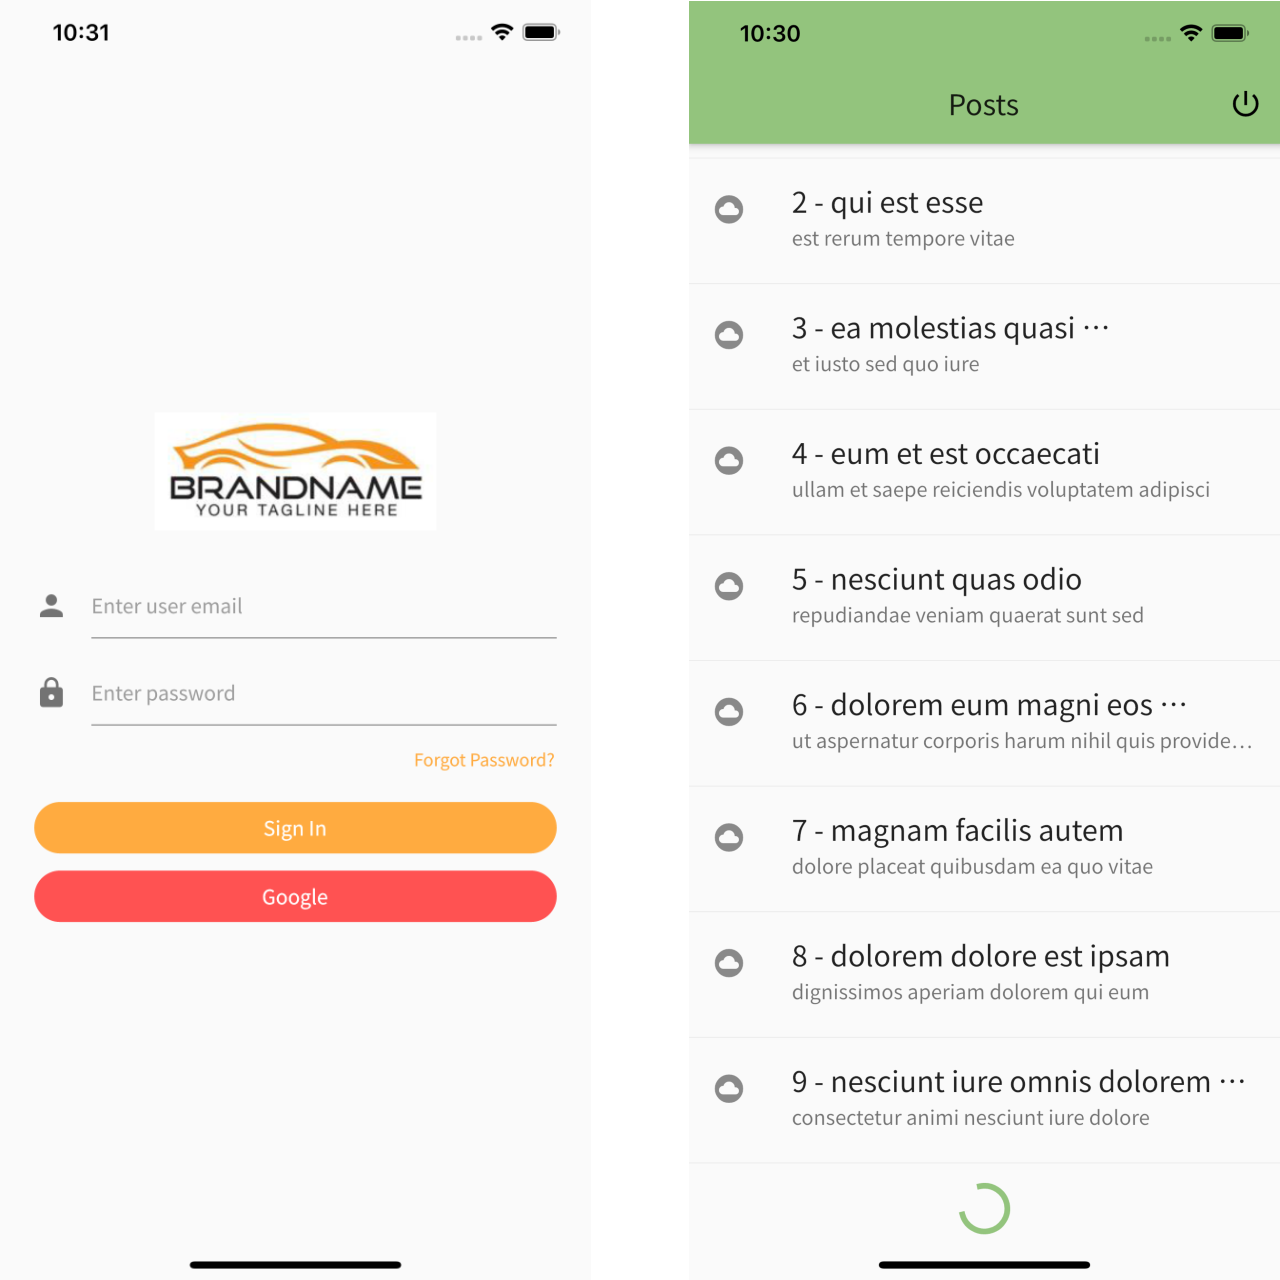 10:31
BRANDNAME
YOUR TAGLINE HERE
Enter user email
Enter password
Forgot Password?
Sign In
Google
10:30
Posts
2 - qui est esse
est rerum tempore vitae
3 - ea molestias quasi ···
et iusto sed quo iure
4 - eum et est occaecati
ullam et saepe reiciendis voluptatem adipisci
5 - nesciunt quas odio
repudiandae veniam quaerat sunt sed
6 - dolorem eum magni eos ···
ut aspernatur corporis harum nihil quis provide...
7 - magnam facilis autem
dolore placeat quibusdam ea quo vitae
8 - dolorem dolore est ipsam
dignissimos aperiam dolorem qui eum
9 - nesciunt iure omnis dolorem ···
consectetur animi nesciunt iure dolore